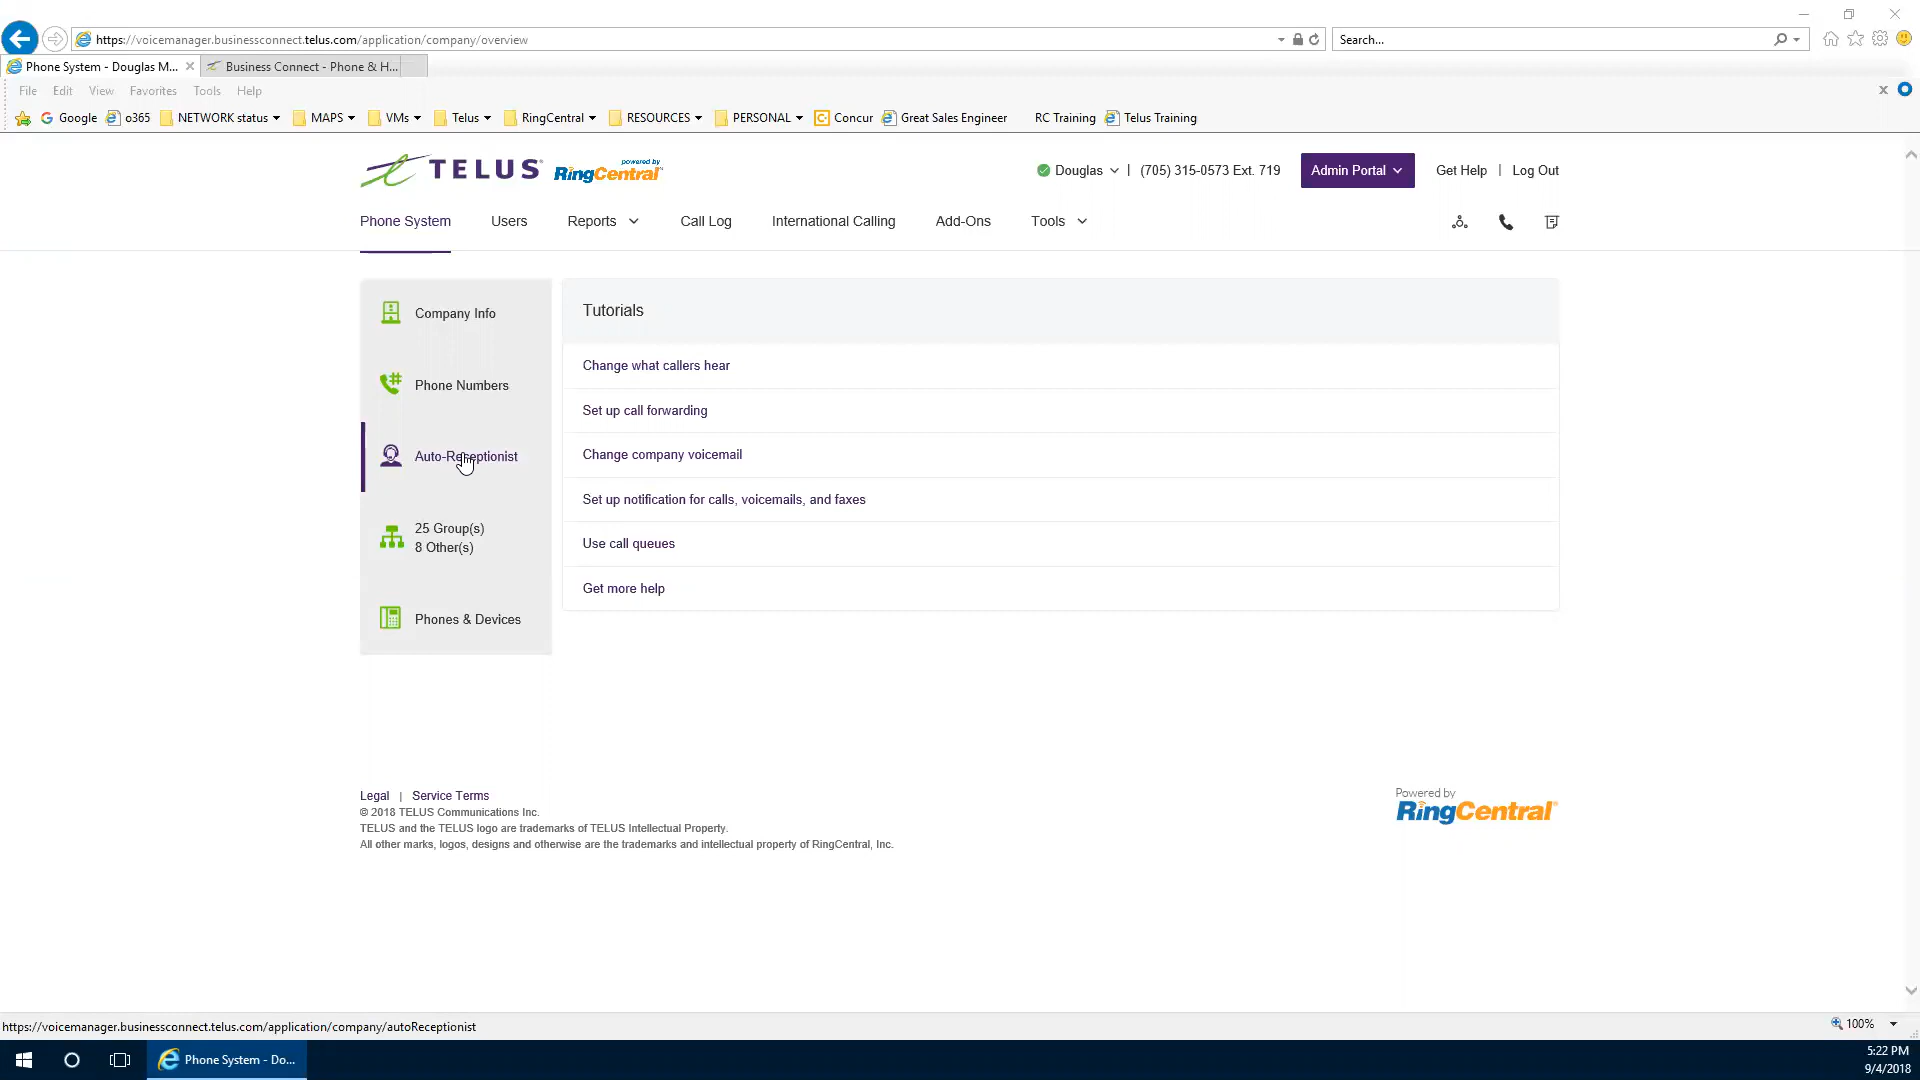 https://voicemanager.businessconnect.telus.com/application/company/overview
Search...
Phone System - Douglas M...
Business Connect - Phone & H...
File Edit View Favorites Tools Help
Google o365 NETWORK status MAPS VMs Telus RingCentral RESOURCES PERSONAL Concur Great Sales Engineer RC Training Telus Training
TELUS powered by RingCentral
Douglas | (705) 315-0573 Ext. 719 Admin Portal Get Help | Log Out
Phone System Users Reports Call Log International Calling Add-Ons Tools
Company Info
Phone Numbers
Auto-Receptionist
25 Group(s)
8 Other(s)
Phones & Devices
Tutorials
Change what callers hear
Set up call forwarding
Change company voicemail
Set up notification for calls, voicemails, and faxes
Use call queues
Get more help
Legal | Service Terms
© 2018 TELUS Communications Inc.
TELUS and the TELUS logo are trademarks of TELUS Intellectual Property.
All other marks, logos, designs and otherwise are the trademarks and intellectual property of RingCentral, Inc.
Powered by
RingCentral
https://voicemanager.businessconnect.telus.com/application/company/autoReceptionist
100%
Phone System - Do...
5:22 PM
9/4/2018